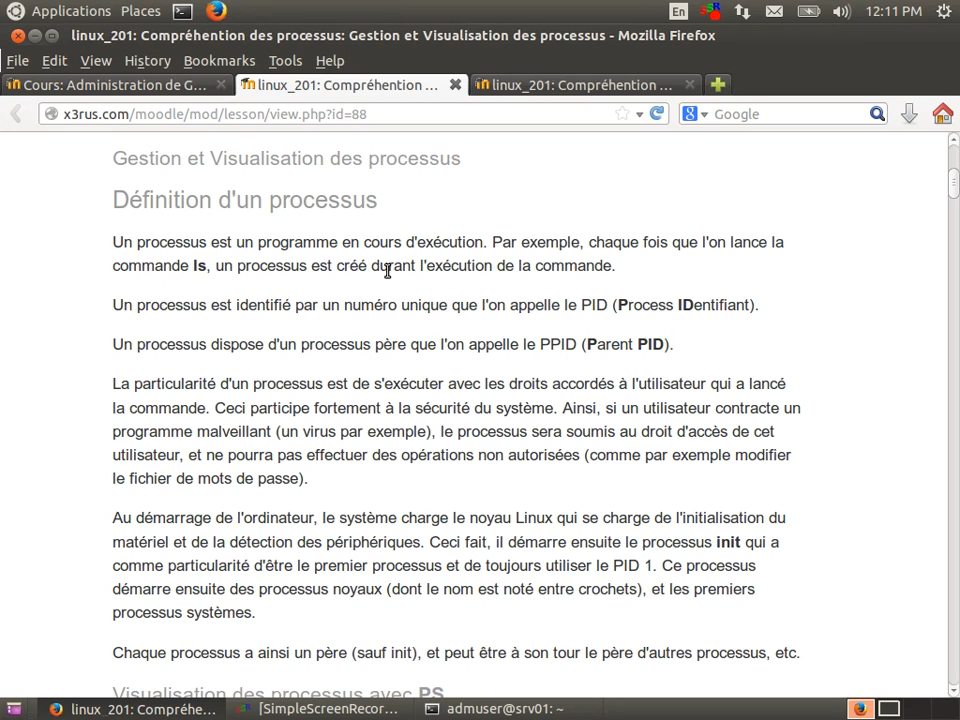 Applications Places En 12:11 PM
linux_201: Compréhention des processus: Gestion et Visualisation des processus - Mozilla Firefox
File Edit View History Bookmarks Tools Help
Cours: Administration de G... linux_201: Compréhention ... linux_201: Compréhention ...
x3rus.com/moodle/mod/lesson/view.php?id=88 Google
Gestion et Visualisation des processus
Définition d'un processus
Un processus est un programme en cours d'exécution. Par exemple, chaque fois que l'on lance la
commande ls, un processus est créé durant l'exécution de la commande.
Un processus est identifié par un numéro unique que l'on appelle le PID (Process IDentifiant).
Un processus dispose d'un processus père que l'on appelle le PPID (Parent PID).
La particularité d'un processus est de s'exécuter avec les droits accordés à l'utilisateur qui a lancé
la commande. Ceci participe fortement à la sécurité du système. Ainsi, si un utilisateur contracte un
programme malveillant (un virus par exemple), le processus sera soumis au droit d'accès de cet
utilisateur, et ne pourra pas effectuer des opérations non autorisées (comme par exemple modifier
le fichier de mots de passe).
Au démarrage de l'ordinateur, le système charge le noyau Linux qui se charge de l'initialisation du
matériel et de la détection des périphériques. Ceci fait, il démarre ensuite le processus init qui a
comme particularité d'être le premier processus et de toujours utiliser le PID 1. Ce processus
démarre ensuite des processus noyaux (dont le nom est noté entre crochets), et les premiers
processus systèmes.
Chaque processus a ainsi un père (sauf init), et peut être à son tour le père d'autres processus, etc.
Visualisation des processus avec PS
linux_201: Compréhe... [SimpleScreenRecor... admuser@srv01: ~